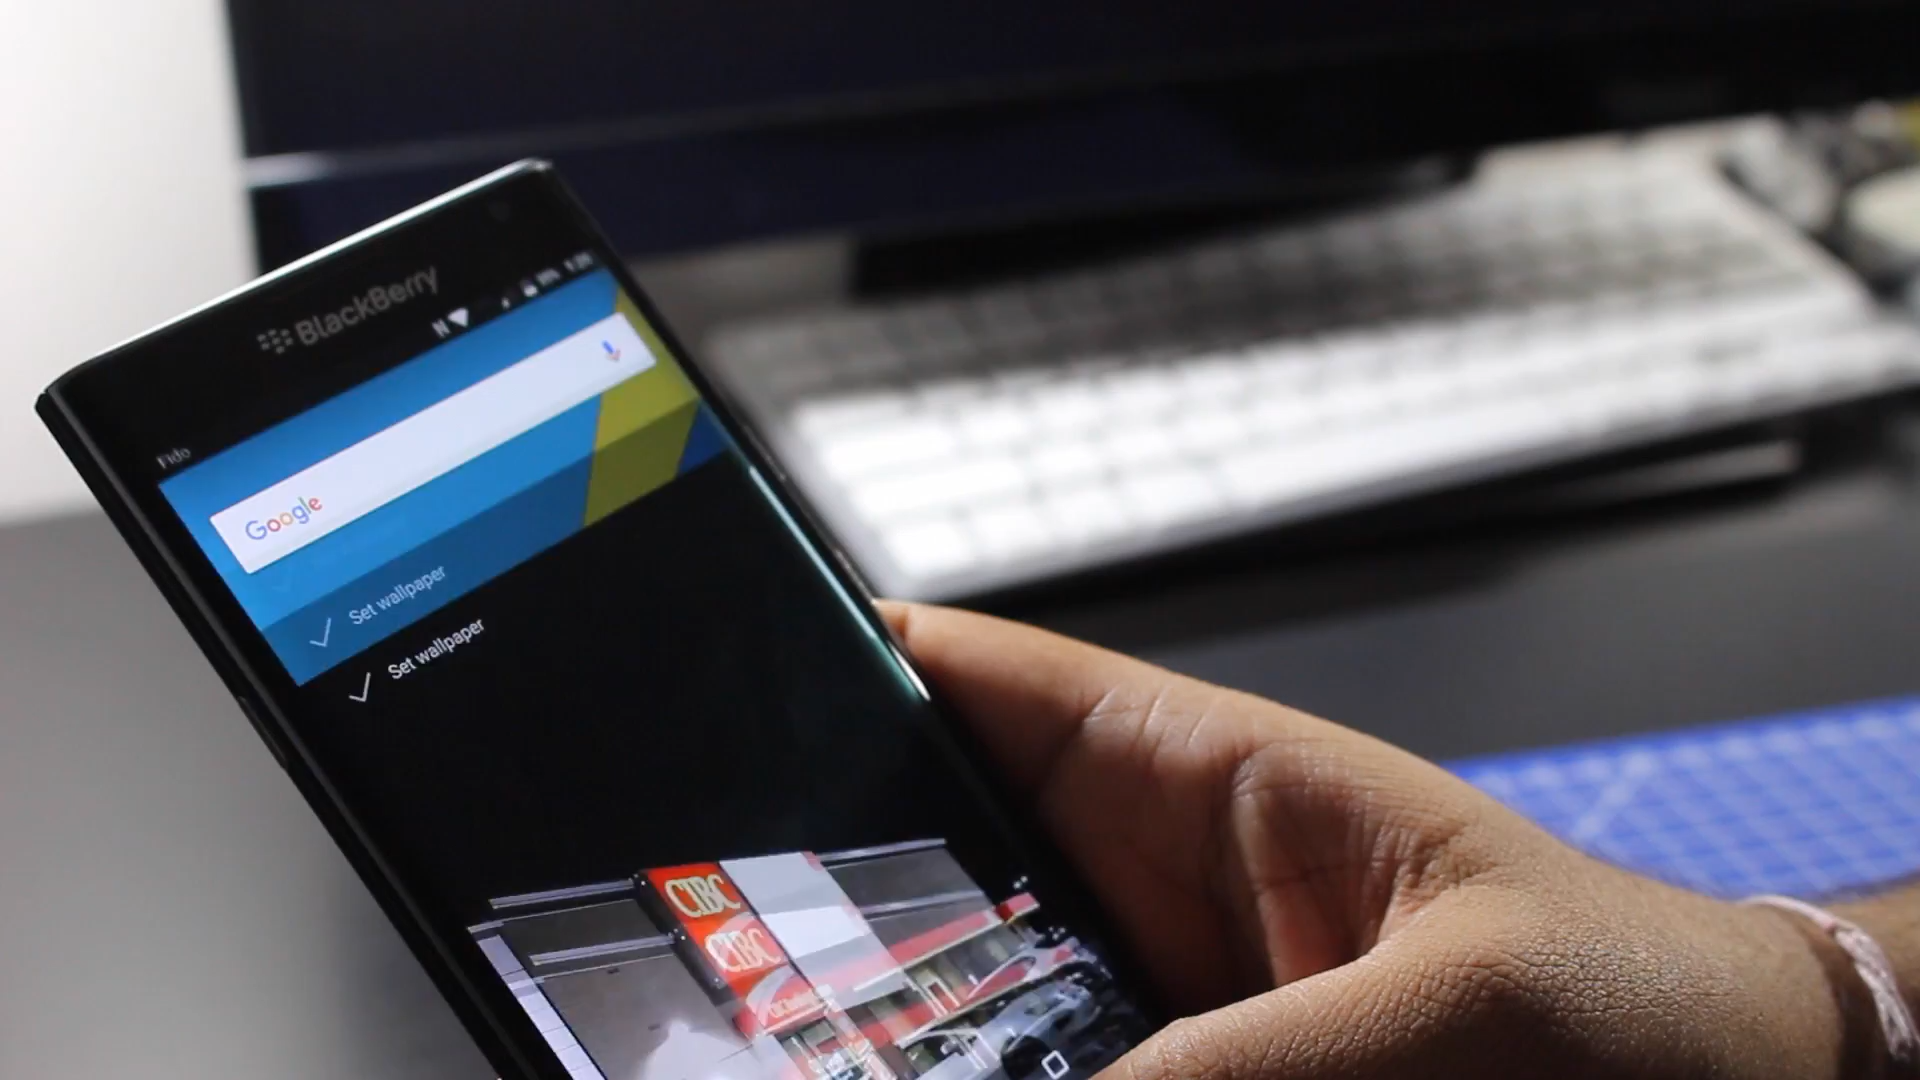 BlackBerry
Fido
Google
Set wallpaper
Set wallpaper
CIBC
CIBC